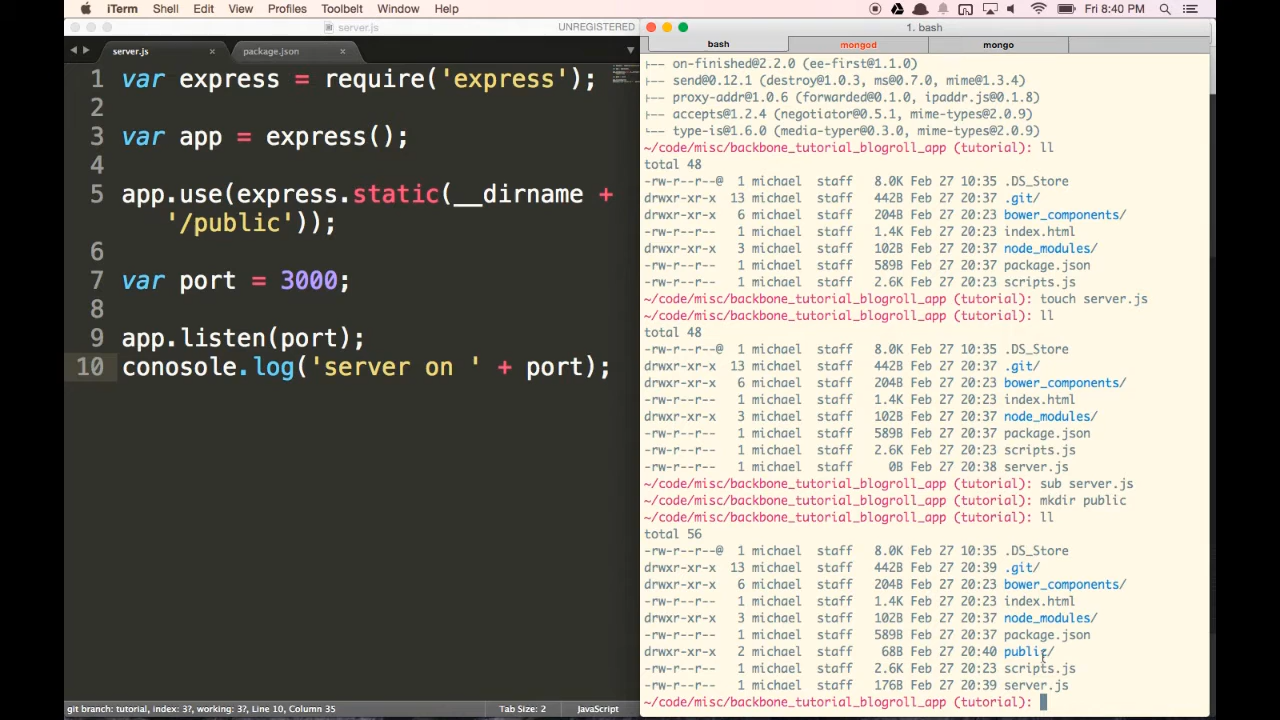 iTerm Shell Edit View Profiles Toolbelt Window Help Fri 8:40 PM
server.js UNREGISTERED
server.js × package.json ×
1 var express = require('express');
2
3 var app = express();
4
5 app.use(express.static(__dirname +
'/public'));
6
7 var port = 3000;
8
9 app.listen(port);
10 conosole.log('server on ' + port);
git branch: tutorial, index: 3?, working: 3?, Line 10, Column 35 Tab Size: 2 JavaScript
1. bash
bash mongod mongo
├── on-finished@2.2.0 (ee-first@1.1.0)
├── send@0.12.1 (destroy@1.0.3, ms@0.7.0, mime@1.3.4)
├── proxy-addr@1.0.6 (forwarded@0.1.0, ipaddr.js@0.1.8)
├── accepts@1.2.4 (negotiator@0.5.1, mime-types@2.0.9)
└── type-is@1.6.0 (media-typer@0.3.0, mime-types@2.0.9)
~/code/misc/backbone_tutorial_blogroll_app (tutorial): ll
total 48
-rw-r--r--@ 1 michael staff 8.0K Feb 27 10:35 .DS_Store
drwxr-xr-x 13 michael staff 442B Feb 27 20:37 .git/
drwxr-xr-x 6 michael staff 204B Feb 27 20:23 bower_components/
-rw-r--r-- 1 michael staff 1.4K Feb 27 20:23 index.html
drwxr-xr-x 3 michael staff 102B Feb 27 20:37 node_modules/
-rw-r--r-- 1 michael staff 589B Feb 27 20:37 package.json
-rw-r--r-- 1 michael staff 2.6K Feb 27 20:23 scripts.js
~/code/misc/backbone_tutorial_blogroll_app (tutorial): touch server.js
~/code/misc/backbone_tutorial_blogroll_app (tutorial): ll
total 48
-rw-r--r--@ 1 michael staff 8.0K Feb 27 10:35 .DS_Store
drwxr-xr-x 13 michael staff 442B Feb 27 20:37 .git/
drwxr-xr-x 6 michael staff 204B Feb 27 20:23 bower_components/
-rw-r--r-- 1 michael staff 1.4K Feb 27 20:23 index.html
drwxr-xr-x 3 michael staff 102B Feb 27 20:37 node_modules/
-rw-r--r-- 1 michael staff 589B Feb 27 20:37 package.json
-rw-r--r-- 1 michael staff 2.6K Feb 27 20:23 scripts.js
-rw-r--r-- 1 michael staff 0B Feb 27 20:38 server.js
~/code/misc/backbone_tutorial_blogroll_app (tutorial): sub server.js
~/code/misc/backbone_tutorial_blogroll_app (tutorial): mkdir public
~/code/misc/backbone_tutorial_blogroll_app (tutorial): ll
total 56
-rw-r--r--@ 1 michael staff 8.0K Feb 27 10:35 .DS_Store
drwxr-xr-x 13 michael staff 442B Feb 27 20:39 .git/
drwxr-xr-x 6 michael staff 204B Feb 27 20:23 bower_components/
-rw-r--r-- 1 michael staff 1.4K Feb 27 20:23 index.html
drwxr-xr-x 3 michael staff 102B Feb 27 20:37 node_modules/
-rw-r--r-- 1 michael staff 589B Feb 27 20:37 package.json
drwxr-xr-x 2 michael staff 68B Feb 27 20:40 public/
-rw-r--r-- 1 michael staff 2.6K Feb 27 20:23 scripts.js
-rw-r--r-- 1 michael staff 176B Feb 27 20:39 server.js
~/code/misc/backbone_tutorial_blogroll_app (tutorial):